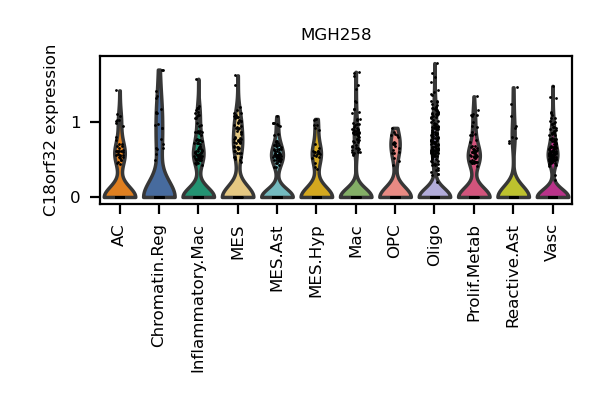 MGH258
C18orf32 expression
1
0
AC
Chromatin.Reg
Inflammatory.Mac
MES
MES.Ast
MES.Hyp
Mac
OPC
Oligo
Prolif.Metab
Reactive.Ast
Vasc